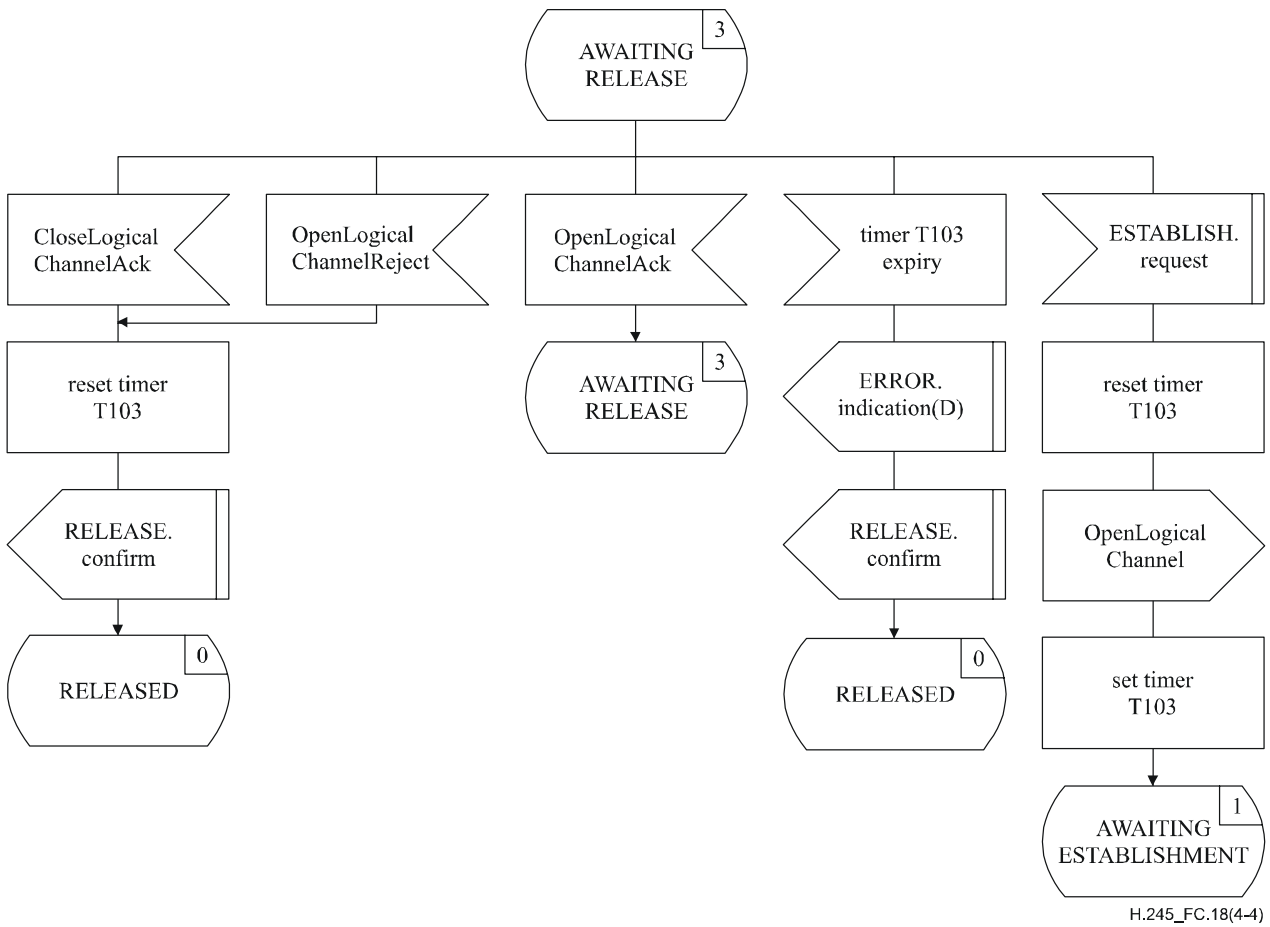 3
AWAITING
RELEASE
CloseLogical
ChannelAck
OpenLogical
ChannelReject
OpenLogical
ChannelAck
timer T103
expiry
ESTABLISH.
request
reset timer
T103
3
AWAITING
RELEASE
ERROR.
indication(D)
reset timer
T103
RELEASE.
confirm
RELEASE.
confirm
OpenLogical
Channel
0
RELEASED
0
RELEASED
set timer
T103
1
AWAITING
ESTABLISHMENT
H.245_FC.18(4-4)